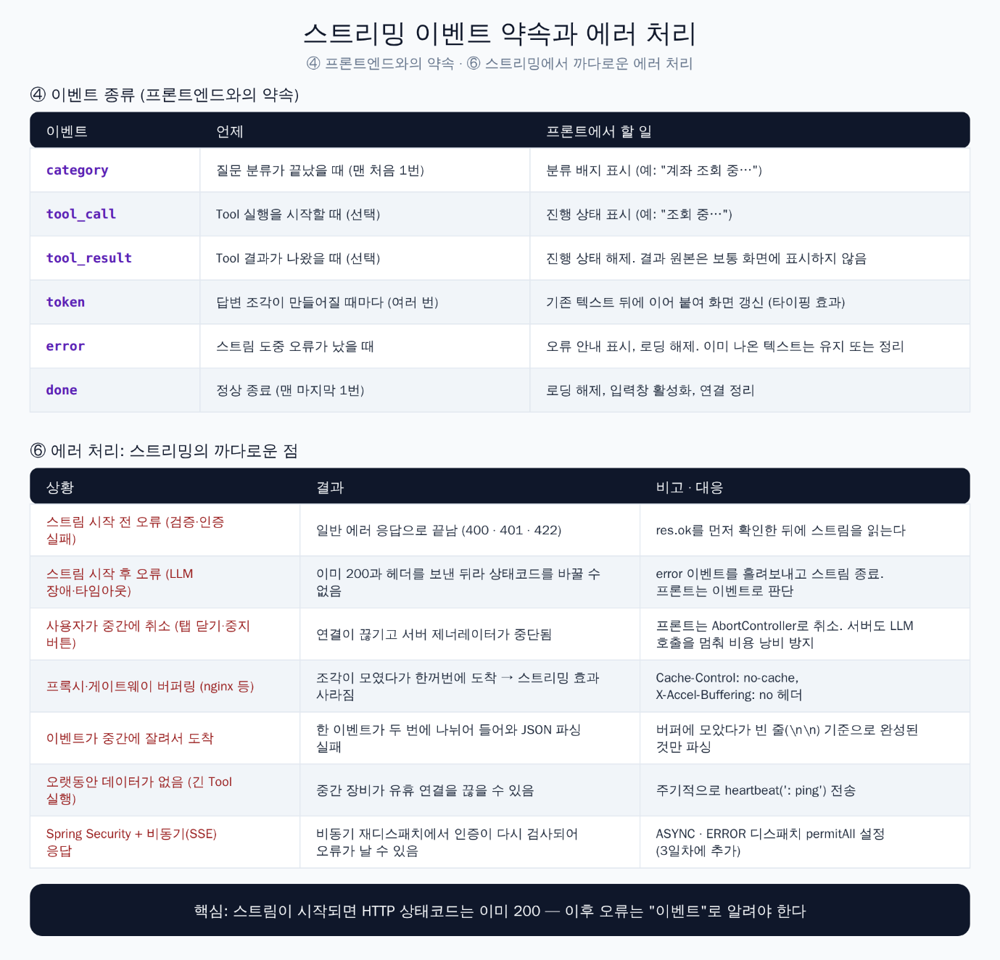 스트리밍 이벤트 약속과 에러 처리
④ 프론트엔드와의 약속 · ⑥ 스트리밍에서 까다로운 에러 처리
④ 이벤트 종류 (프론트엔드와의 약속)
이벤트 언제 프론트에서 할 일
category 질문 분류가 끝났을 때 (맨 처음 1번) 분류 배지 표시 (예: "계좌 조회 중…")
tool_call Tool 실행을 시작할 때 (선택) 진행 상태 표시 (예: "조회 중…")
tool_result Tool 결과가 나왔을 때 (선택) 진행 상태 해제. 결과 원본은 보통 화면에 표시하지 않음
token 답변 조각이 만들어질 때마다 (여러 번) 기존 텍스트 뒤에 이어 붙여 화면 갱신 (타이핑 효과)
error 스트림 도중 오류가 났을 때 오류 안내 표시, 로딩 해제. 이미 나온 텍스트는 유지 또는 정리
done 정상 종료 (맨 마지막 1번) 로딩 해제, 입력창 활성화, 연결 정리
⑥ 에러 처리: 스트리밍의 까다로운 점
상황 결과 비고 · 대응
스트림 시작 전 오류 (검증·인증
실패)
일반 에러 응답으로 끝남 (400 · 401 · 422)
res.ok를 먼저 확인한 뒤에 스트림을 읽는다
스트림 시작 후 오류 (LLM
장애·타임아웃)
이미 200과 헤더를 보낸 뒤라 상태코드를 바꿀 수
없음
error 이벤트를 흘려보내고 스트림 종료.
프론트는 이벤트로 판단
사용자가 중간에 취소 (탭 닫기·중지
버튼)
연결이 끊기고 서버 제너레이터가 중단됨
프론트는 AbortController로 취소. 서버도 LLM
호출을 멈춰 비용 낭비 방지
프록시·게이트웨이 버퍼링 (nginx 등)
조각이 모였다가 한꺼번에 도착 → 스트리밍 효과
사라짐
Cache-Control: no-cache,
X-Accel-Buffering: no 헤더
이벤트가 중간에 잘려서 도착
한 이벤트가 두 번에 나뉘어 들어와 JSON 파싱
실패
버퍼에 모았다가 빈 줄(\n\n) 기준으로 완성된
것만 파싱
오랫동안 데이터가 없음 (긴 Tool
실행)
중간 장비가 유휴 연결을 끊을 수 있음
주기적으로 heartbeat(': ping') 전송
Spring Security + 비동기(SSE)
응답
비동기 재디스패치에서 인증이 다시 검사되어
오류가 날 수 있음
ASYNC · ERROR 디스패치 permitAll 설정
(3일차에 추가)
핵심: 스트림이 시작되면 HTTP 상태코드는 이미 200 — 이후 오류는 "이벤트"로 알려야 한다